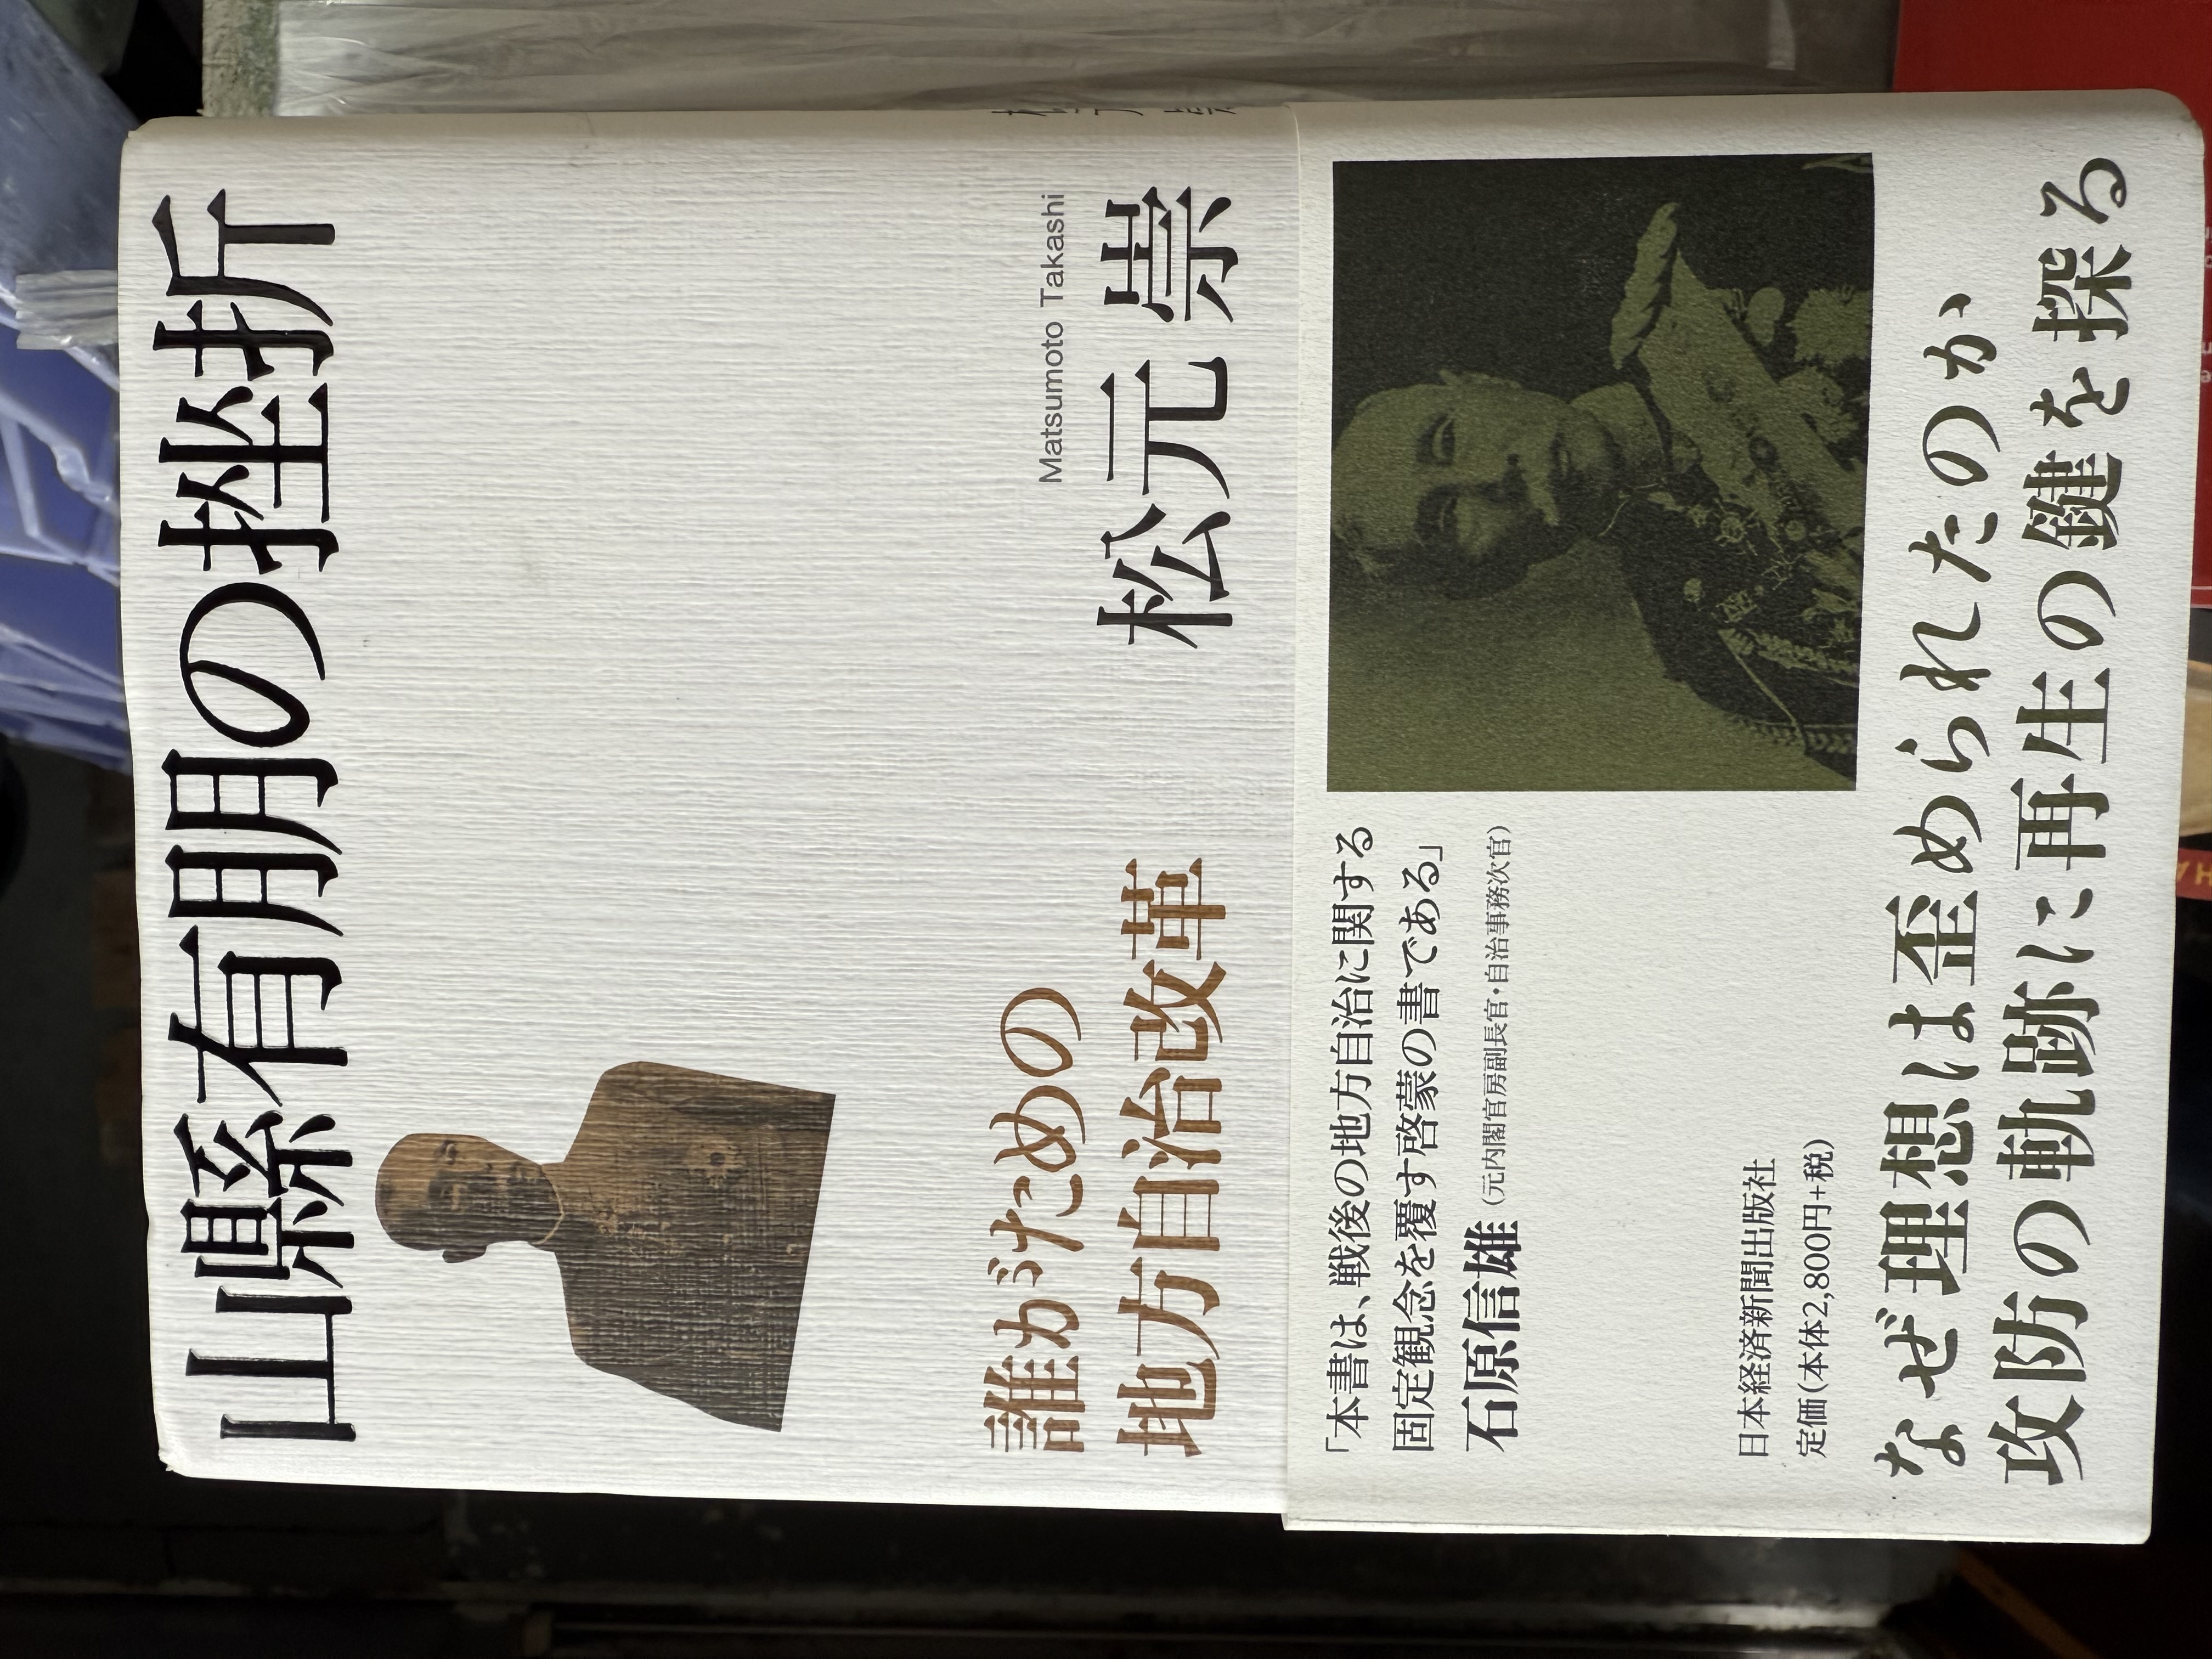 山縣有朋の挫折
誰がための
地方自治改革
Matsumoto Takashi
松元 崇
「本書は、戦後の地方自治に関する
固定観念を覆す啓蒙の書である」
石原信雄(元内閣官房副長官・自治事務次官)
日本経済新聞出版社
定価(本体2,800円+税)
なぜ理想は歪められたのか、
攻防の軌跡に再生の鍵を探る